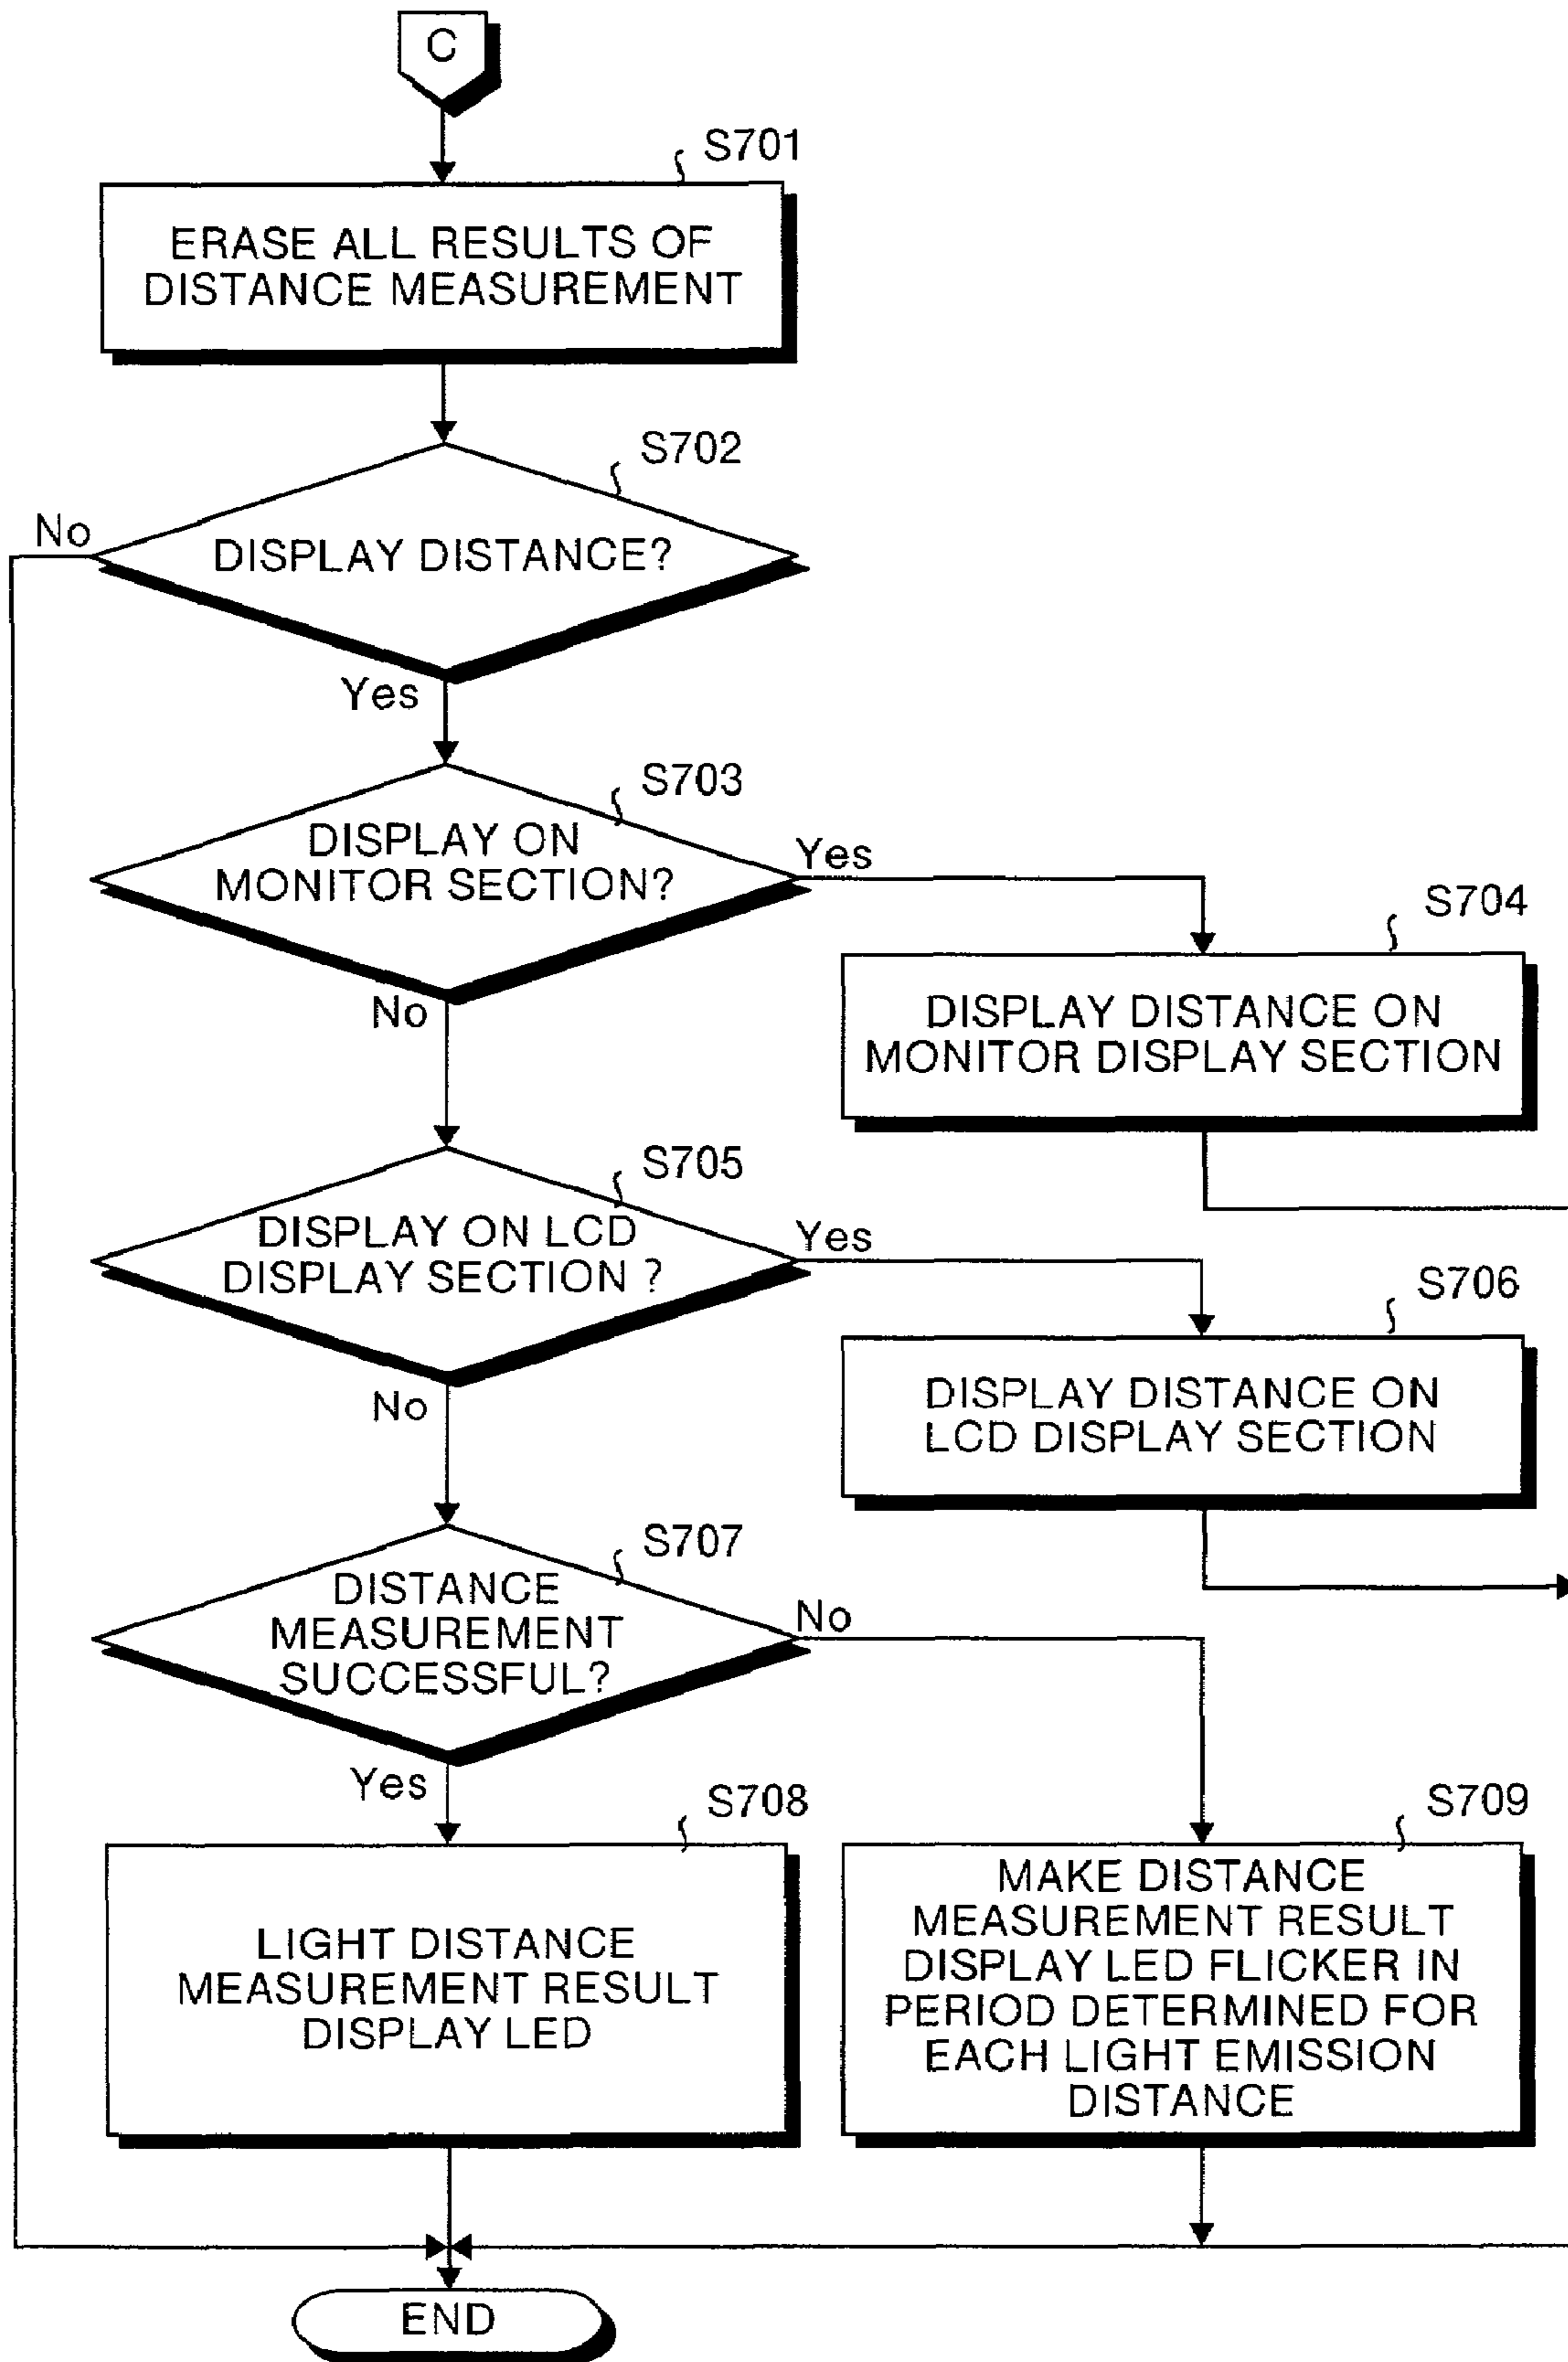 C
S701
ERASE ALL RESULTS OF
DISTANCE MEASUREMENT
S702
No
DISPLAY DISTANCE?
Yes
S703
DISPLAY ON
MONITOR SECTION?
Yes
S704
No
DISPLAY DISTANCE ON
MONITOR DISPLAY SECTION
S705
DISPLAY ON LCD
DISPLAY SECTION ?
Yes
S706
No
DISPLAY DISTANCE ON
LCD DISPLAY SECTION
S707
DISTANCE
MEASUREMENT
SUCCESSFUL?
No
Yes
S708
LIGHT DISTANCE
MEASUREMENT RESULT
DISPLAY LED
S709
MAKE DISTANCE
MEASUREMENT RESULT
DISPLAY LED FLICKER IN
PERIOD DETERMINED FOR
EACH LIGHT EMISSION
DISTANCE
END